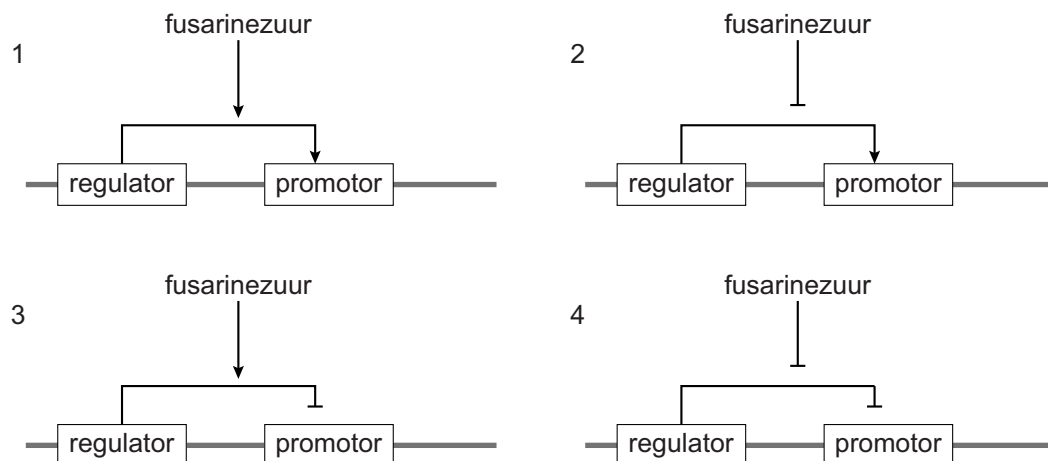 fusarinezuur
1
regulator
promotor
fusarinezuur
2
regulator
promotor
fusarinezuur
3
regulator
promotor
fusarinezuur
4
regulator
promotor